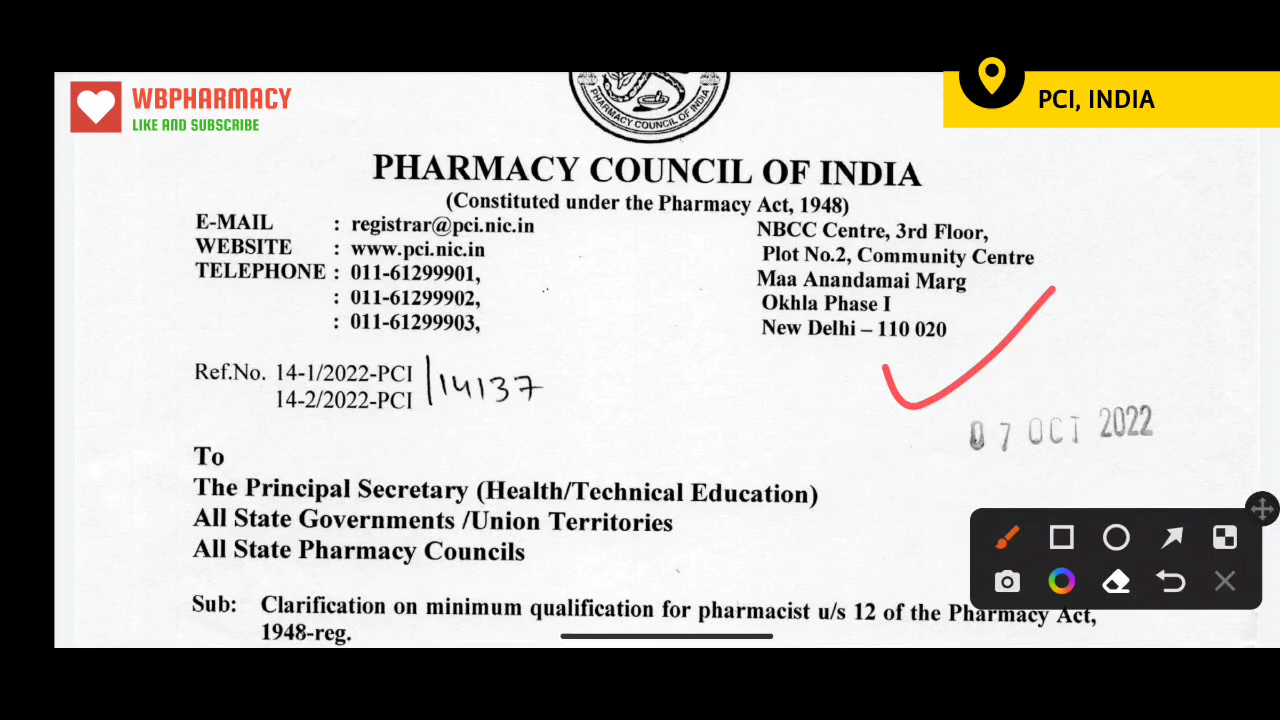 WBPHARMACY
LIKE AND SUBSCRIBE
PCI, INDIA
PHARMACY COUNCIL OF INDIA
PHARMACY COUNCIL OF INDIA
(Constituted under the Pharmacy Act, 1948)
E-MAIL : registrar@pci.nic.in
WEBSITE : www.pci.nic.in
TELEPHONE : 011-61299901,
: 011-61299902,
: 011-61299903,
NBCC Centre, 3rd Floor,
Plot No.2, Community Centre
Maa Anandamai Marg
Okhla Phase I
New Delhi – 110 020
Ref.No. 14-1/2022-PCI
14-2/2022-PCI
/14137
07 OCT 2022
To
The Principal Secretary (Health/Technical Education)
All State Governments /Union Territories
All State Pharmacy Councils
Sub: Clarification on minimum qualification for pharmacist u/s 12 of the Pharmacy Act,
1948-reg.